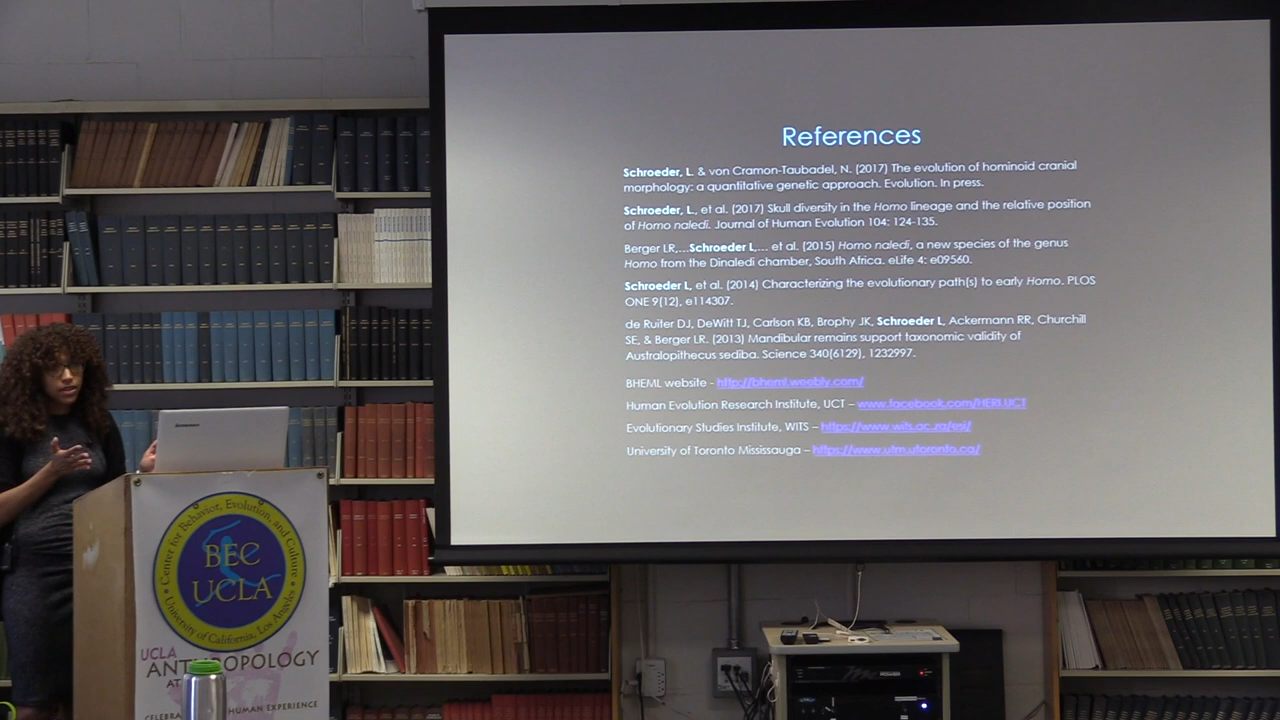 References
Schroeder, L. & von Cramon-Taubadel, N. (2017) The evolution of hominoid cranial
morphology: a quantitative genetic approach. Evolution. In press.
Schroeder, L., et al. (2017) Skull diversity in the Homo lineage and the relative position
of Homo naledi. Journal of Human Evolution 104: 124-135.
Berger LR,...Schroeder L,... et al. (2015) Homo naledi, a new species of the genus
Homo from the Dinaledi chamber, South Africa. eLife 4: e09560.
Schroeder L, et al. (2014) Characterizing the evolutionary path(s) to early Homo. PLOS
ONE 9(12), e114307.
de Ruiter DJ, DeWitt TJ, Carlson KB, Brophy JK, Schroeder L, Ackermann RR, Churchill
SE, & Berger LR. (2013) Mandibular remains support taxonomic validity of
Australopithecus sediba. Science 340(6129), 1232997.
BHEML website - http://bheml.weebly.com/
Human Evolution Research Institute, UCT – www.facebook.com/HERI.UCT
Evolutionary Studies Institute, WITS – https://www.wits.ac.za/esi/
University of Toronto Mississauga – https://www.utm.utoronto.ca/
lenovo
Center for Behavior, Evolution, and Culture
BEC
UCLA
University of California, Los Angeles
UCLA
ANTHROPOLOGY
AT
HUMAN EXPERIENCE